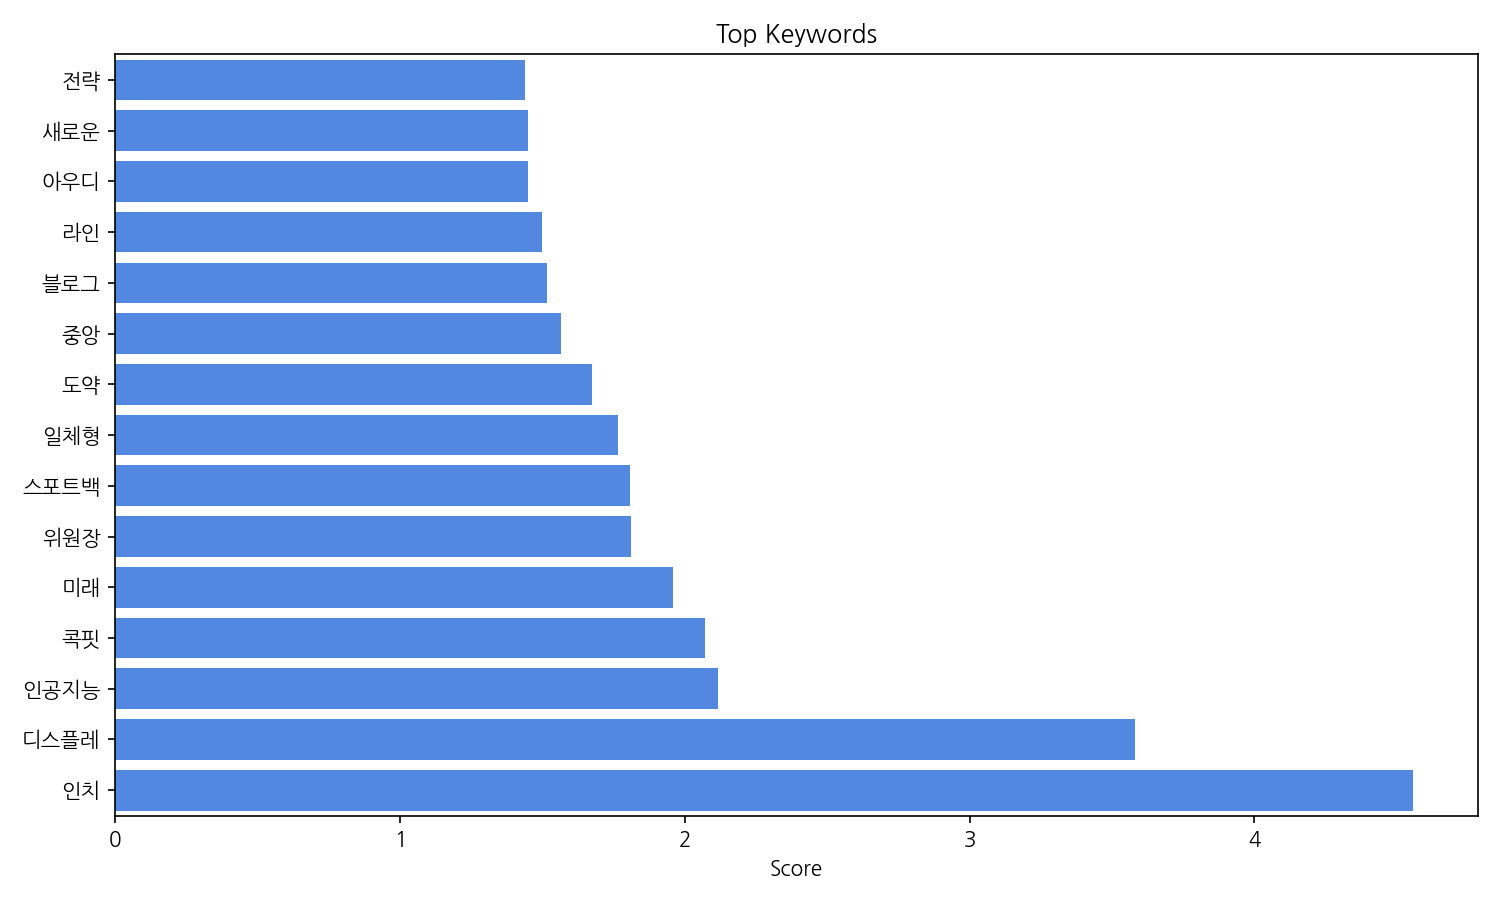 Top Keywords
전략
새로운
아우디
라인
블로그
중앙
도약
일체형
스포트백
위원장
미래
콕핏
인공지능
디스플레
인치
0 1 2 3 4
Score